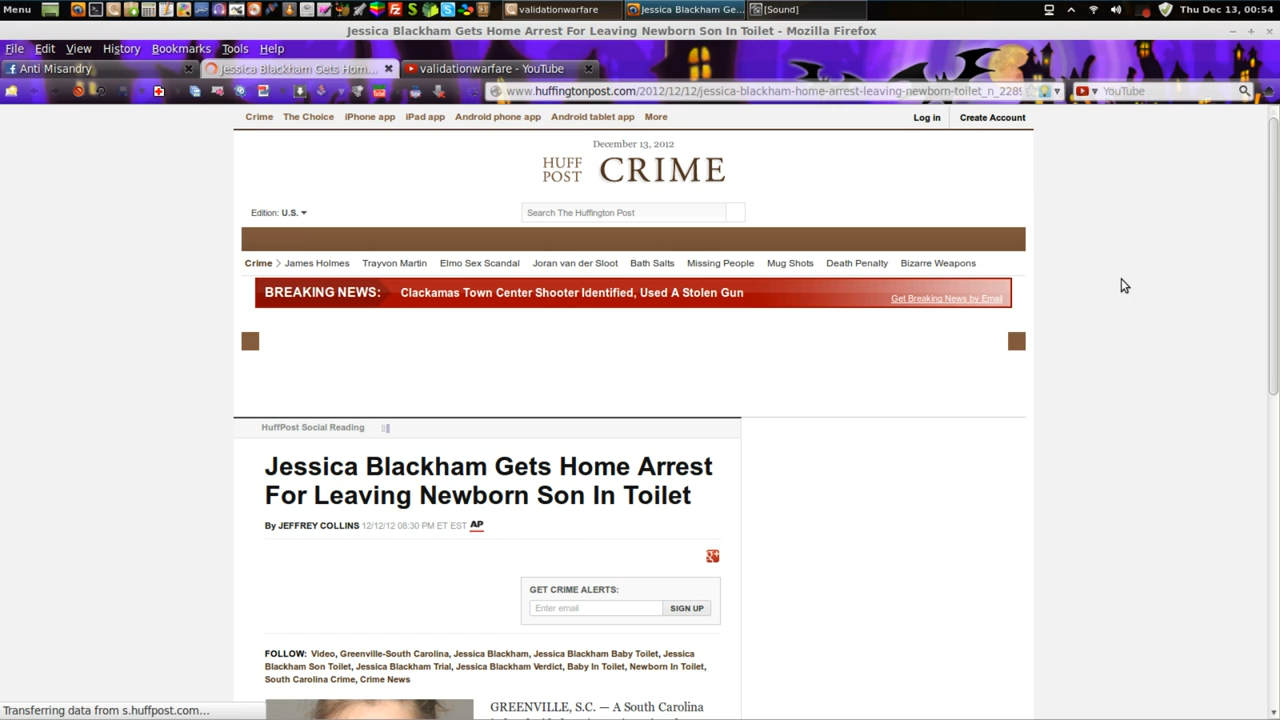 Menu
validationwarfare
Jessica Blackham Ge...
[Sound]
Thu Dec 13, 00:54
Jessica Blackham Gets Home Arrest For Leaving Newborn Son In Toilet - Mozilla Firefox
File Edit View History Bookmarks Tools Help
Anti Misandry
Jessica Blackham Gets Hom...
validationwarfare - YouTube
www.huffingtonpost.com/2012/12/12/jessica-blackham-home-arrest-leaving-newborn-toilet_n_2289
YouTube
Crime The Choice iPhone app iPad app Android phone app Android tablet app More
Log in Create Account
December 13, 2012
HUFF POST CRIME
Edition: U.S.
Search The Huffington Post
Crime James Holmes Trayvon Martin Elmo Sex Scandal Joran van der Sloot Bath Salts Missing People Mug Shots Death Penalty Bizarre Weapons
BREAKING NEWS: Clackamas Town Center Shooter Identified, Used A Stolen Gun
Get Breaking News by Email
HuffPost Social Reading
Jessica Blackham Gets Home Arrest
For Leaving Newborn Son In Toilet
By JEFFREY COLLINS 12/12/12 08:30 PM ET EST AP
GET CRIME ALERTS:
Enter email SIGN UP
FOLLOW: Video, Greenville-South Carolina, Jessica Blackham, Jessica Blackham Baby Toilet, Jessica
Blackham Son Toilet, Jessica Blackham Trial, Jessica Blackham Verdict, Baby In Toilet, Newborn In Toilet,
South Carolina Crime, Crime News
GREENVILLE, S.C. — A South Carolina
Transferring data from s.huffpost.com...